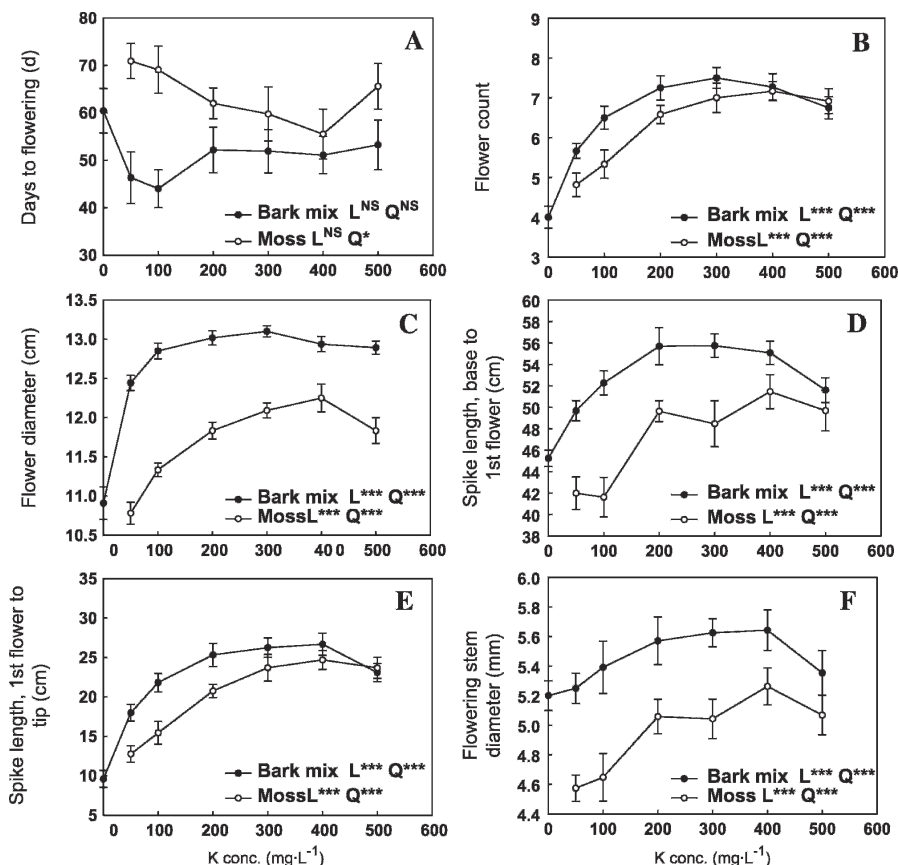 A
Days to flowering (d)
80
70
60
50
40
30
0 100 200 300 400 500 600
Bark mix L^NS Q^NS
Moss L^NS Q*
B
Flower count
9
8
7
6
5
4
3
0 100 200 300 400 500 600
Bark mix L*** Q***
MossL*** Q***
C
Flower diameter (cm)
13.5
13.0
12.5
12.0
11.5
11.0
10.5
0 100 200 300 40 0 500 600
Bark mix L*** Q***
MossL*** Q***
D
Spike length, base to
1st flower (cm)
60
58
56
54
52
50
48
46
44
42
40
38
0 100 200 300 400 500 600
Bark mix L*** Q***
Moss L*** Q***
E
Spike length, 1st flower to
tip (cm)
35
30
25
20
15
10
5
0 100 200 300 400 500 600
Bark mix L*** Q***
MossL*** Q***
K conc. (mg·L⁻¹)
F
Flowering stem
diameter (mm)
6.0
5.8
5.6
5.4
5.2
5.0
4.8
4.6
4.4
0 100 200 300 400 500 600
Bark mix L*** Q***
Moss L*** Q***
K conc. (mg·L⁻¹)